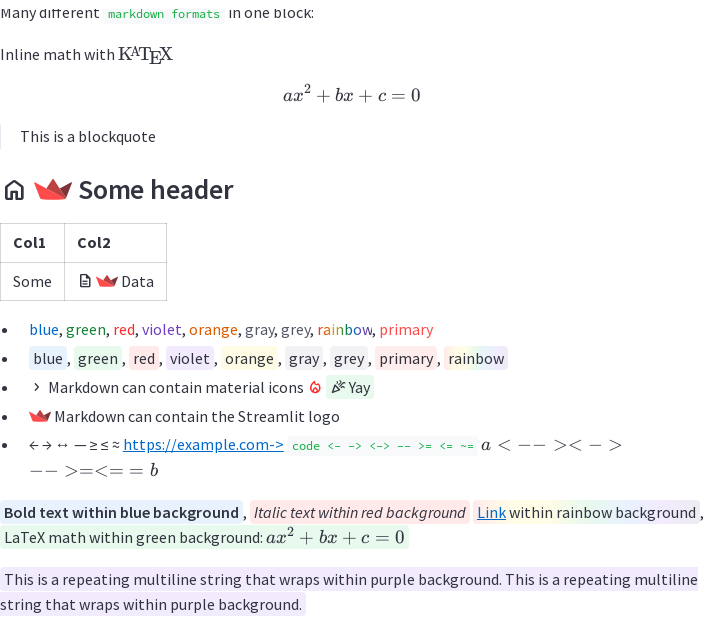 Many different markdown formats in one block:
Inline math with KATEX
ax² + bx + c = 0
This is a blockquote
Some header
Col1 Col2
Some Data
blue, green, red, violet, orange, gray, grey, rainbow, primary
blue, green, red, violet, orange, gray, grey, primary, rainbow
Markdown can contain material icons Yay
Markdown can contain the Streamlit logo
← → ↔ — ≥ ≤ ≈ https://example.com-> code <- -> <-> -- >= <= ~= a < −− >< − >
−− >=<= = b
Bold text within blue background, Italic text within red background Link within rainbow background,
LaTeX math within green background: ax² + bx + c = 0
This is a repeating multiline string that wraps within purple background. This is a repeating multiline
string that wraps within purple background.